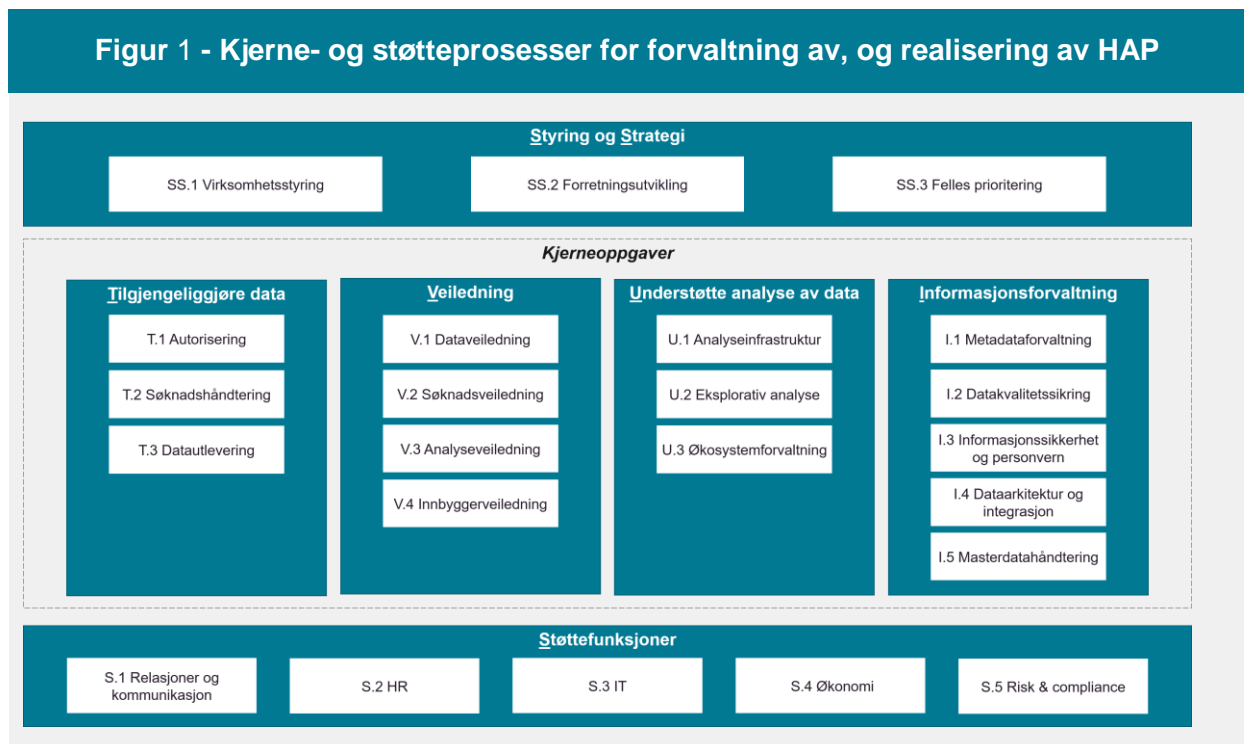 Figur 1 - Kjerne- og støtteprosesser for forvaltning av, og realisering av HAP
Styring og Strategi
SS.1 Virksomhetsstyring
SS.2 Forretningsutvikling
SS.3 Felles prioritering
Kjerneoppgaver
Tilgjengeliggjøre data
T.1 Autorisering
T.2 Søknadshåndtering
T.3 Datautlevering
Veiledning
V.1 Dataveiledning
V.2 Søknadsveiledning
V.3 Analyseveiledning
V.4 Innbyggerveiledning
Understøtte analyse av data
U.1 Analyseinfrastruktur
U.2 Eksplorativ analyse
U.3 Økosystemforvaltning
Informasjonsforvaltning
I.1 Metadataforvaltning
I.2 Datakvalitetssikring
I.3 Informasjonssikkerhet
og personvern
I.4 Dataarkitektur og
integrasjon
I.5 Masterdatahåndtering
Støttefunksjoner
S.1 Relasjoner og
kommunikasjon
S.2 HR
S.3 IT
S.4 Økonomi
S.5 Risk & compliance